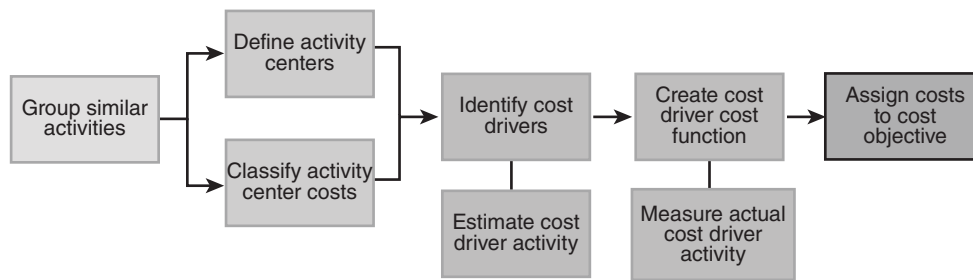 Group similar
activities
Define activity
centers
Classify activity
center costs
Identify cost
drivers
Estimate cost
driver activity
Create cost
driver cost
function
Measure actual
cost driver
activity
Assign costs
to cost
objective